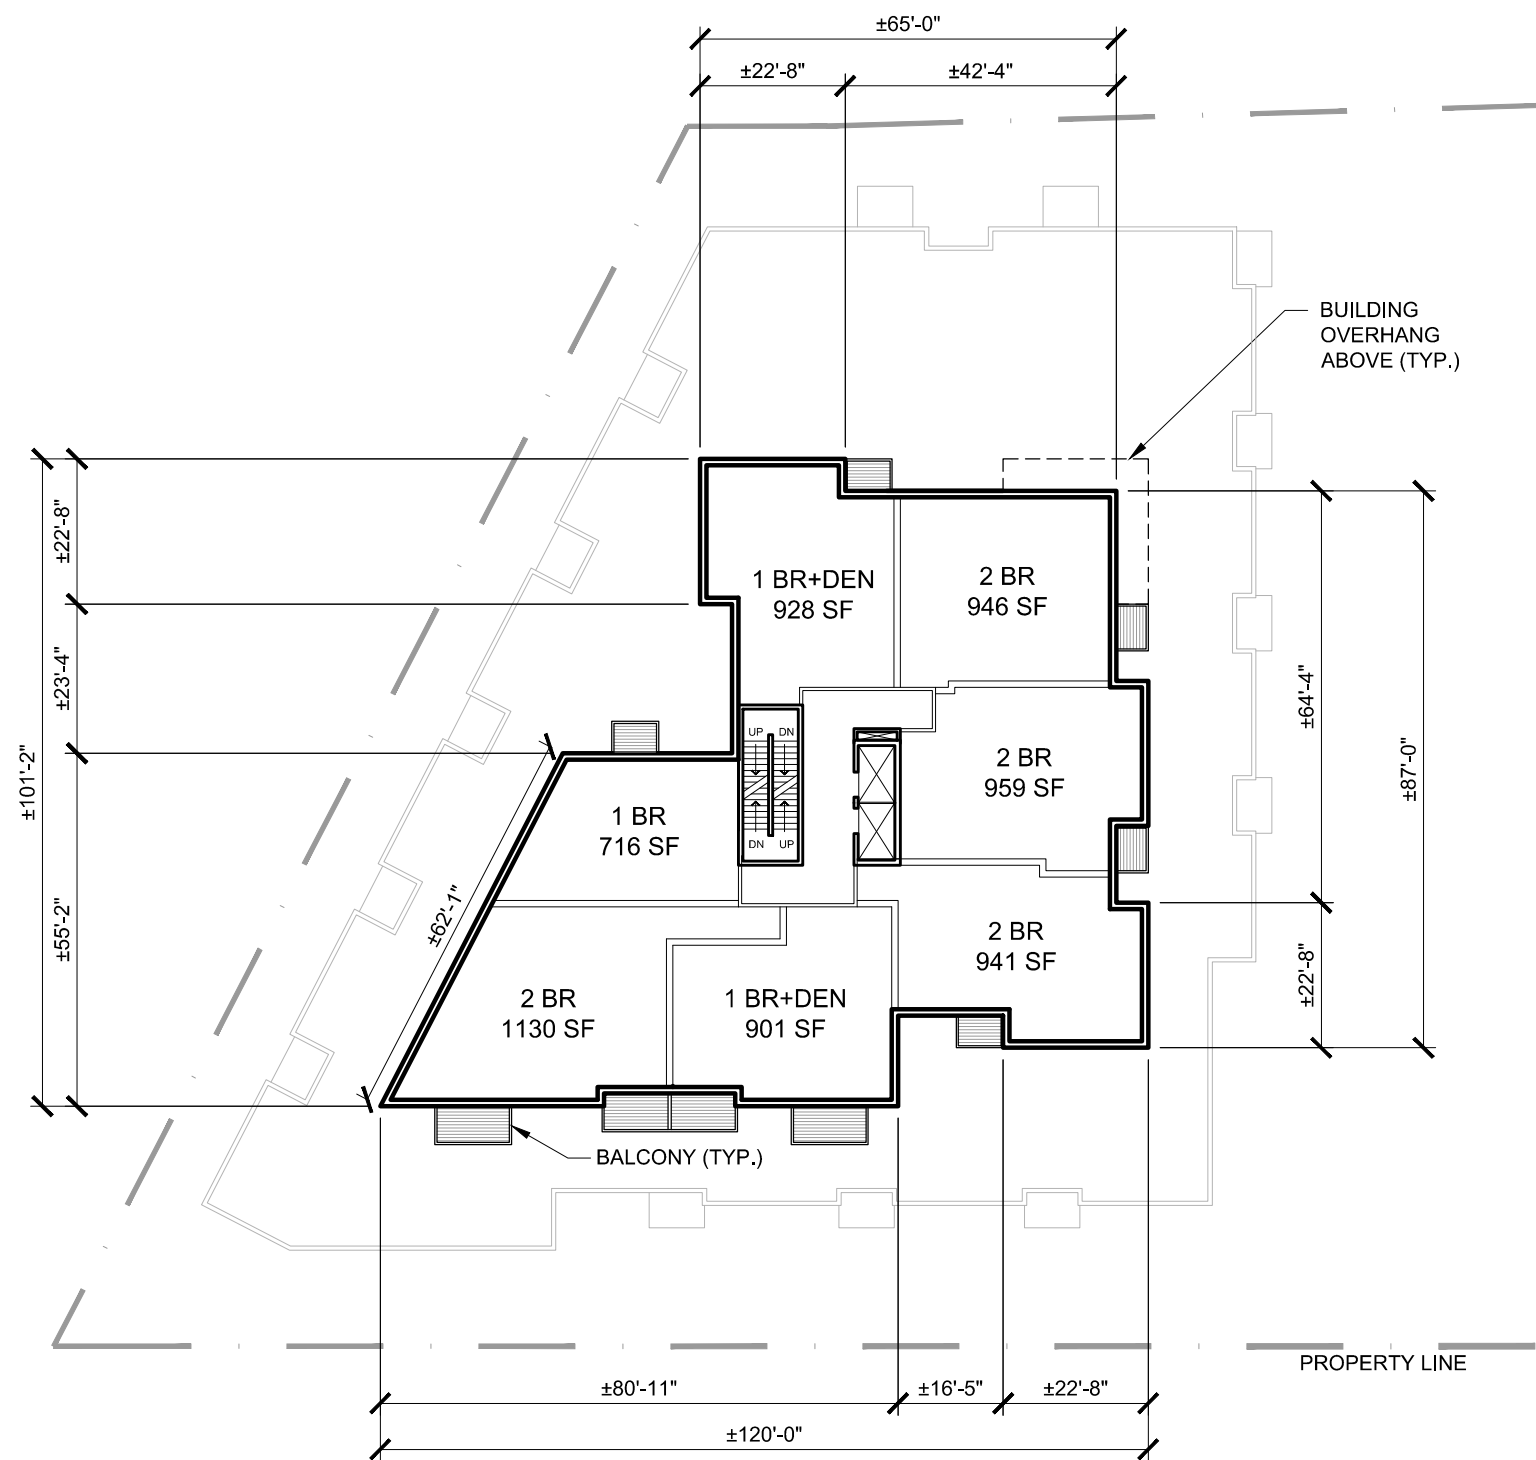 ±65'-0"
±22'-8"
±42'-4"
BUILDING
OVERHANG
ABOVE (TYP.)
±101'-2"
±22'-8"
±23'-4"
±55'-2"
±62'-1"
±64'-4"
±22'-8"
±87'-0"
1 BR+DEN
928 SF
2 BR
946 SF
UP
DN
DN
UP
2 BR
959 SF
1 BR
716 SF
2 BR
941 SF
2 BR
1130 SF
1 BR+DEN
901 SF
BALCONY (TYP.)
PROPERTY LINE
±80'-11"
±16'-5"
±22'-8"
±120'-0"